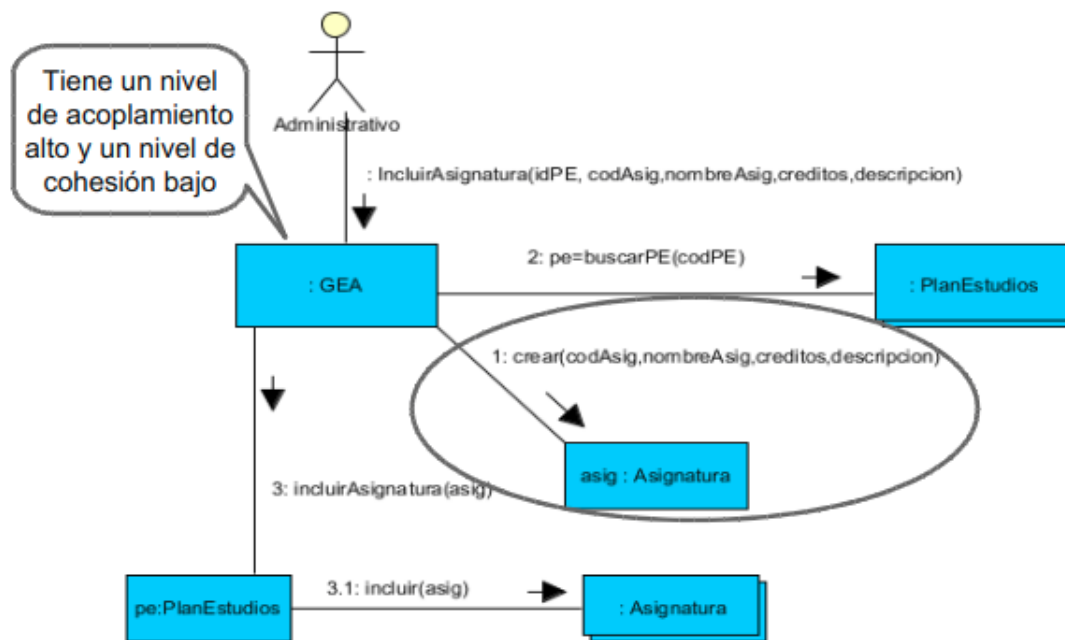 Tiene un nivel
de acoplamiento
alto y un nivel de
cohesión bajo
Administrativo
: IncluirAsignatura(idPE, codAsig,nombreAsig,creditos,descripcion)
: GEA
2: pe=buscarPE(codPE)
: PlanEstudios
1: crear(codAsig,nombreAsig,creditos,descripcion)
asig : Asignatura
3: incluirAsignatura(asig)
pe:PlanEstudios
3.1: incluir(asig)
: Asignatura